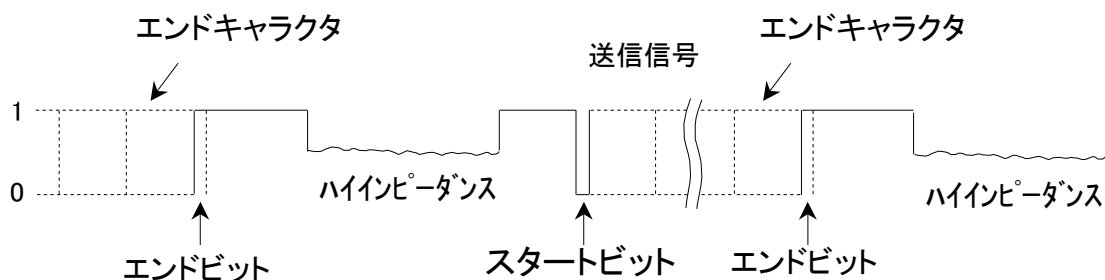 エンドキャラクタ
送信信号
エンドキャラクタ
1
0
ハイインピーダンス
ハイインピーダンス
エンドビット
スタートビット
エンドビット